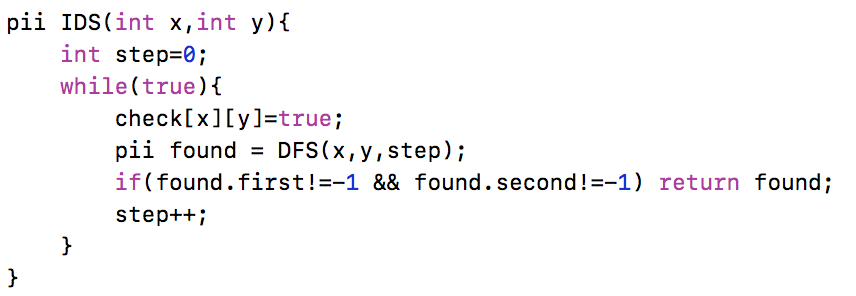 pii IDS(int x,int y){
    int step=0;
    while(true){
        check[x][y]=true;
        pii found = DFS(x,y,step);
        if(found.first!=-1 && found.second!=-1) return found;
        step++;
    }
}